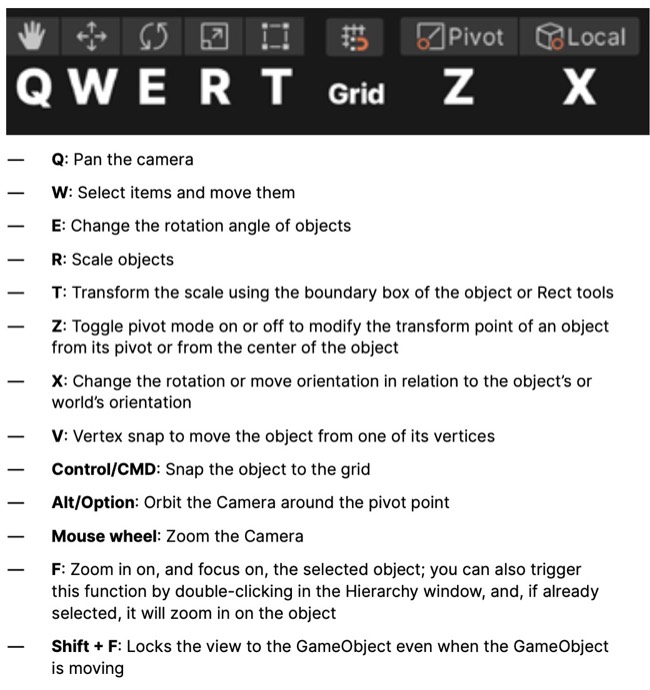 Pivot Local
Q W E R T Grid Z X
— Q: Pan the camera
— W: Select items and move them
— E: Change the rotation angle of objects
— R: Scale objects
— T: Transform the scale using the boundary box of the object or Rect tools
— Z: Toggle pivot mode on or off to modify the transform point of an object
from its pivot or from the center of the object
— X: Change the rotation or move orientation in relation to the object’s or
world’s orientation
— V: Vertex snap to move the object from one of its vertices
— Control/CMD: Snap the object to the grid
— Alt/Option: Orbit the Camera around the pivot point
— Mouse wheel: Zoom the Camera
— F: Zoom in on, and focus on, the selected object; you can also trigger
this function by double-clicking in the Hierarchy window, and, if already
selected, it will zoom in on the object
— Shift + F: Locks the view to the GameObject even when the GameObject
is moving